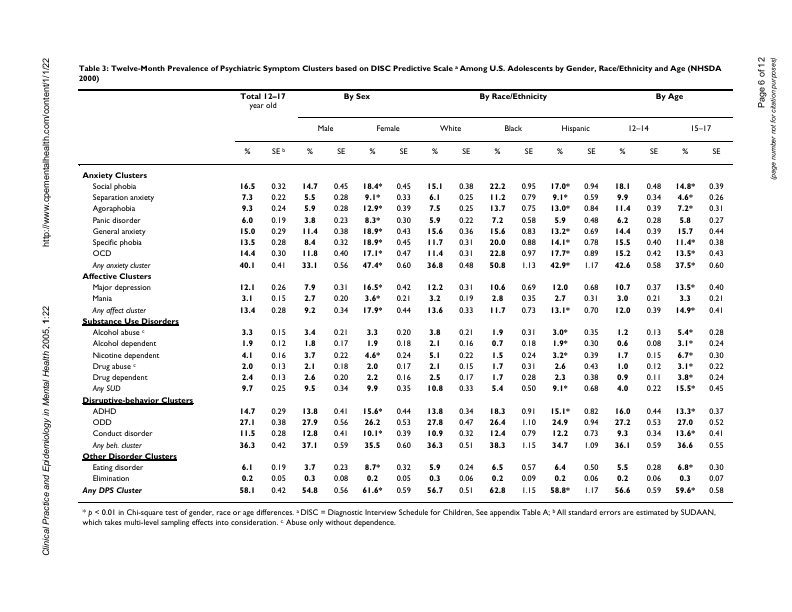 http://www.cpementalhealth.com/content/1/1/22
Clinical Practice and Epidemiology in Mental Health 2005, 1:22
Page 6 of 12
(page number not for citation purposes)
Table 3: Twelve-Month Prevalence of Psychiatric Symptom Clusters based on DISC Predictive Scale a Among U.S. Adolescents by Gender, Race/Ethnicity and Age (NHSDA
2000)
Total 12–17 year old By Sex By Race/Ethnicity By Age
Male Female White Black Hispanic 12–14 15–17
% SE b % SE % SE % SE % SE % SE % SE % SE
Anxiety Clusters
Social phobia 16.5 0.32 14.7 0.45 18.4* 0.45 15.1 0.38 22.2 0.95 17.0* 0.94 18.1 0.48 14.8* 0.39
Separation anxiety 7.3 0.22 5.5 0.28 9.1* 0.33 6.1 0.25 11.2 0.79 9.1* 0.59 9.9 0.34 4.6* 0.26
Agoraphobia 9.3 0.24 5.9 0.28 12.9* 0.39 7.5 0.25 13.7 0.75 13.0* 0.84 11.4 0.39 7.2* 0.31
Panic disorder 6.0 0.19 3.8 0.23 8.3* 0.30 5.9 0.22 7.2 0.58 5.9 0.48 6.2 0.28 5.8 0.27
General anxiety 15.0 0.29 11.4 0.38 18.9* 0.43 15.6 0.36 15.6 0.83 13.2* 0.69 14.4 0.39 15.7 0.44
Specific phobia 13.5 0.28 8.4 0.32 18.9* 0.45 11.7 0.31 20.0 0.88 14.1* 0.78 15.5 0.40 11.4* 0.38
OCD 14.4 0.30 11.8 0.40 17.1* 0.47 11.4 0.31 22.8 0.97 17.7* 0.89 15.2 0.42 13.5* 0.43
Any anxiety cluster 40.1 0.41 33.1 0.56 47.4* 0.60 36.8 0.48 50.8 1.13 42.9* 1.17 42.6 0.58 37.5* 0.60
Affective Clusters
Major depression 12.1 0.26 7.9 0.31 16.5* 0.42 12.2 0.31 10.6 0.69 12.0 0.68 10.7 0.37 13.5* 0.40
Mania 3.1 0.15 2.7 0.20 3.6* 0.21 3.2 0.19 2.8 0.35 2.7 0.31 3.0 0.21 3.3 0.21
Any affect cluster 13.4 0.28 9.2 0.34 17.9* 0.44 13.6 0.33 11.7 0.73 13.1* 0.70 12.0 0.39 14.9* 0.41
Substance Use Disorders
Alcohol abuse c 3.3 0.15 3.4 0.21 3.3 0.20 3.8 0.21 1.9 0.31 3.0* 0.35 1.2 0.13 5.4* 0.28
Alcohol dependent 1.9 0.12 1.8 0.17 1.9 0.18 2.1 0.16 0.7 0.18 1.9* 0.30 0.6 0.08 3.1* 0.24
Nicotine dependent 4.1 0.16 3.7 0.22 4.6* 0.24 5.1 0.22 1.5 0.24 3.2* 0.39 1.7 0.15 6.7* 0.30
Drug abuse c 2.0 0.13 2.1 0.18 2.0 0.17 2.1 0.15 1.7 0.31 2.6 0.43 1.0 0.12 3.1* 0.22
Drug dependent 2.4 0.13 2.6 0.20 2.2 0.16 2.5 0.17 1.7 0.28 2.3 0.38 0.9 0.11 3.8* 0.24
Any SUD 9.7 0.25 9.5 0.34 9.9 0.35 10.8 0.33 5.4 0.50 9.1* 0.68 4.0 0.22 15.5* 0.45
Disruptive-behavior Clusters
ADHD 14.7 0.29 13.8 0.41 15.6* 0.44 13.8 0.34 18.3 0.91 15.1* 0.82 16.0 0.44 13.3* 0.37
ODD 27.1 0.38 27.9 0.56 26.2 0.53 27.8 0.47 26.4 1.10 24.9 0.94 27.2 0.53 27.0 0.52
Conduct disorder 11.5 0.28 12.8 0.41 10.1* 0.39 10.9 0.32 12.4 0.79 12.2 0.73 9.3 0.34 13.6* 0.41
Any beh. cluster 36.3 0.42 37.1 0.59 35.5 0.60 36.3 0.51 38.3 1.15 34.7 1.09 36.1 0.59 36.6 0.55
Other Disorder Clusters
Eating disorder 6.1 0.19 3.7 0.23 8.7* 0.32 5.9 0.24 6.5 0.57 6.4 0.50 5.5 0.28 6.8* 0.30
Elimination 0.2 0.05 0.3 0.08 0.2 0.05 0.3 0.06 0.2 0.09 0.2 0.06 0.2 0.06 0.3 0.07
Any DPS Cluster 58.1 0.42 54.8 0.56 61.6* 0.59 56.7 0.51 62.8 1.15 58.8* 1.17 56.6 0.59 59.6* 0.58
* p < 0.01 in Chi-square test of gender, race or age differences. a DISC = Diagnostic Interview Schedule for Children, See appendix Table A; b All standard errors are estimated by SUDAAN,
which takes multi-level sampling effects into consideration. c Abuse only without dependence.